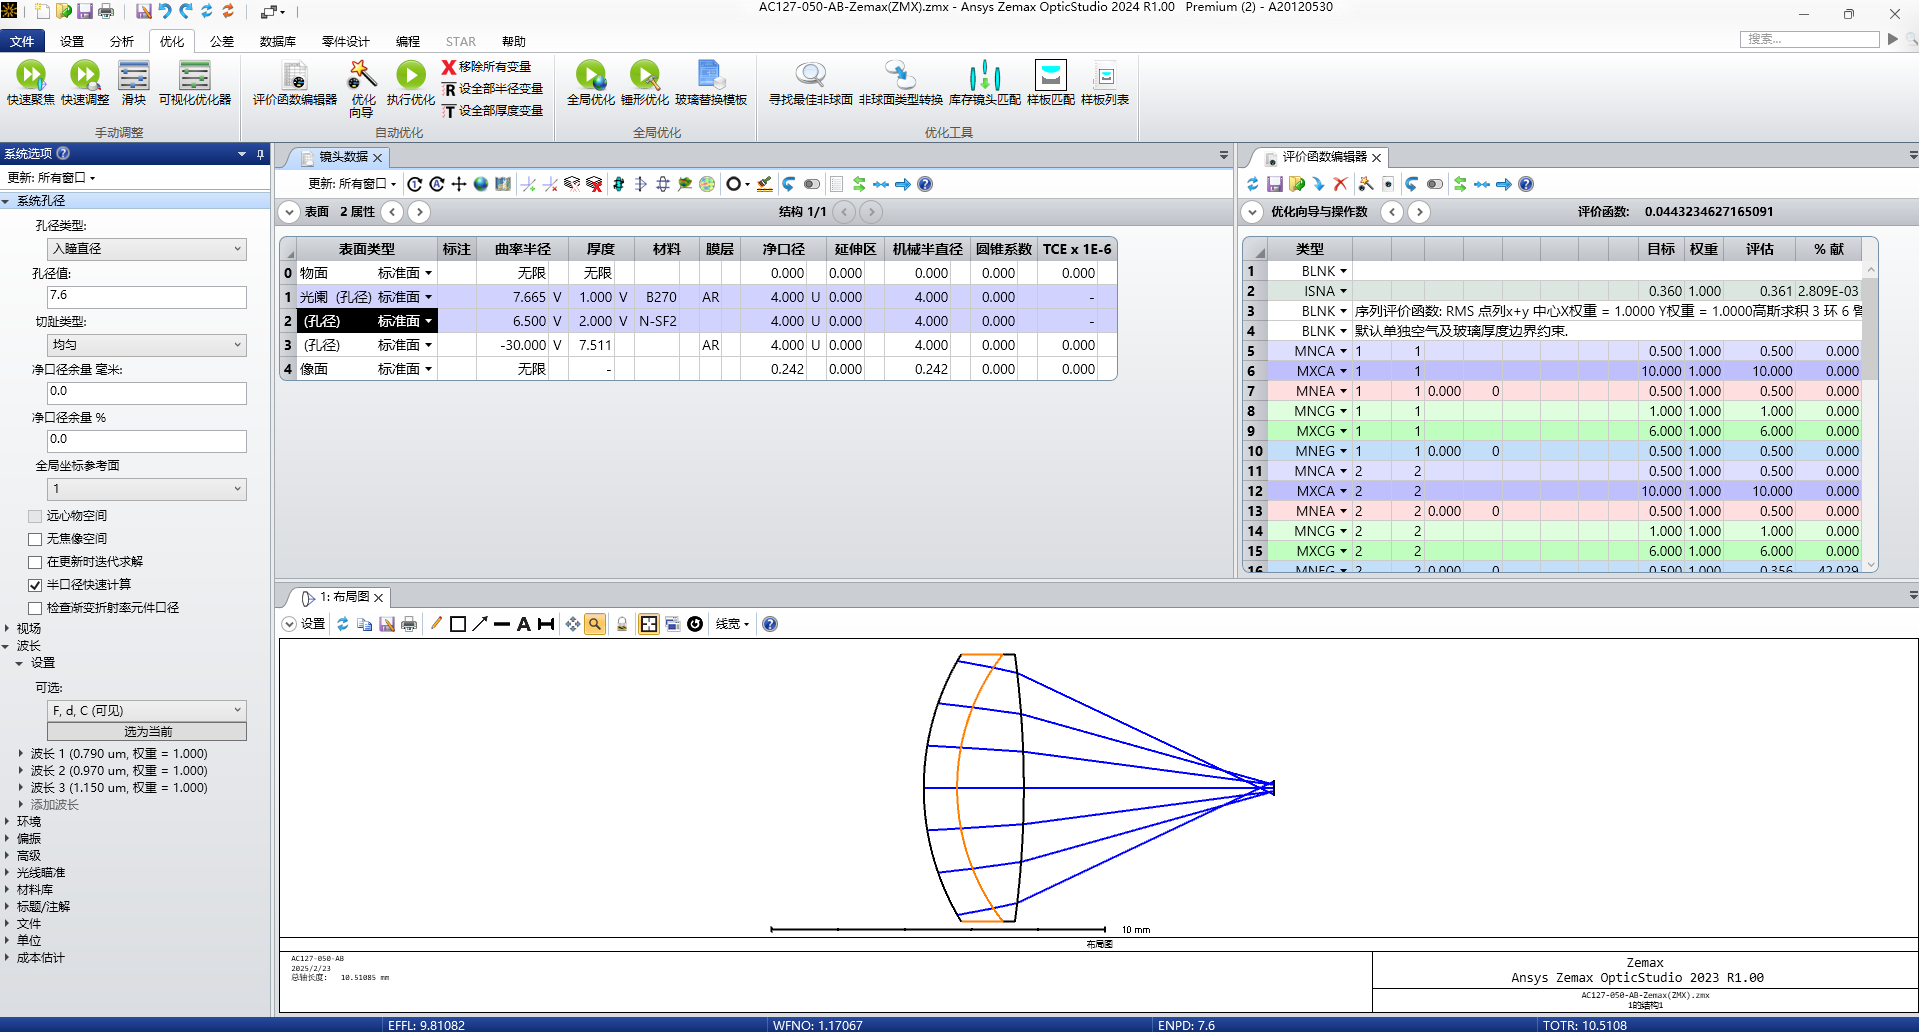 AC127-050-AB-Zemax(ZMX).zmx - Ansys Zemax OpticStudio 2024 R1.00   Premium (2) - A20120530
文件 设置 分析 优化 公差 数据库 零件设计 编程 STAR 帮助 搜索...
快速聚焦 快速调整 滑块 可视化优化器 评价函数编辑器 优化向导 执行优化 全局优化 锤形优化 玻璃替换模板 寻找最佳非球面 非球面类型转换 库存镜头匹配 样板匹配 样板列表
移除所有变量
设全部半径变量
设全部厚度变量
手动调整 自动优化 全局优化 优化工具
系统选项
更新: 所有窗口
系统孔径
孔径类型:
入瞳直径
孔径值:
7.6
切趾类型:
均匀
净口径余量 毫米:
0.0
净口径余量 %
0.0
全局坐标参考面
1
远心物空间
无焦像空间
在更新时迭代求解
半口径快速计算
检查渐变折射率元件口径
视场
波长
设置
可选:
F, d, C (可见)
选为当前
波长 1 (0.790 um, 权重 = 1.000)
波长 2 (0.970 um, 权重 = 1.000)
波长 3 (1.150 um, 权重 = 1.000)
添加波长
环境
偏振
高级
光线瞄准
材料库
标题/注解
文件
单位
成本估计
镜头数据
更新: 所有窗口
表面 2 属性 结构 1/1
表面类型 标注 曲率半径 厚度 材料 膜层 净口径 延伸区 机械半直径 圆锥系数 TCE x 1E-6
0 物面 标准面 无限 无限 0.000 0.000 0.000 0.000 0.000
1 光阑 (孔径) 标准面 7.665 V 1.000 V B270 AR 4.000 U 0.000 4.000 0.000 -
2 (孔径) 标准面 6.500 V 2.000 V N-SF2 4.000 U 0.000 4.000 0.000 -
3 (孔径) 标准面 -30.000 V 7.511 AR 4.000 U 0.000 4.000 0.000 0.000
4 像面 标准面 无限 - 0.242 0.000 0.242 0.000 0.000
评价函数编辑器
优化向导与操作数 评价函数: 0.0443234627165091
类型 目标 权重 评估 % 献
1 BLNK
2 ISNA 0.360 1.000 0.361 2.809E-03
3 BLNK 序列评价函数: RMS 点列x+y 中心X权重 = 1.0000 Y权重 = 1.0000高斯求积 3 环 6 臂
4 BLNK 默认单独空气及玻璃厚度边界约束.
5 MNCA 1 1 0.500 1.000 0.500 0.000
6 MXCA 1 1 10.000 1.000 10.000 0.000
7 MNEA 1 1 0.000 0 0.500 1.000 0.500 0.000
8 MNCG 1 1 1.000 1.000 1.000 0.000
9 MXCG 1 1 6.000 1.000 6.000 0.000
10 MNEG 1 1 0.000 0 0.500 1.000 0.500 0.000
11 MNCA 2 2 0.500 1.000 0.500 0.000
12 MXCA 2 2 10.000 1.000 10.000 0.000
13 MNEA 2 2 0.000 0 0.500 1.000 0.500 0.000
14 MNCG 2 2 1.000 1.000 1.000 0.000
15 MXCG 2 2 6.000 1.000 6.000 0.000
16 MNEG 2 2 0.000 0 0.500 1.000 0.356 42.029
1: 布局图
设置 线宽
10 mm
布局图
AC127-050-AB
2025/2/23
总轴长度: 10.51085 mm
Zemax
Ansys Zemax OpticStudio 2023 R1.00
AC127-050-AB-Zemax(ZMX).zmx
1的结构1
EFFL: 9.81082 WFNO: 1.17067 ENPD: 7.6 TOTR: 10.5108